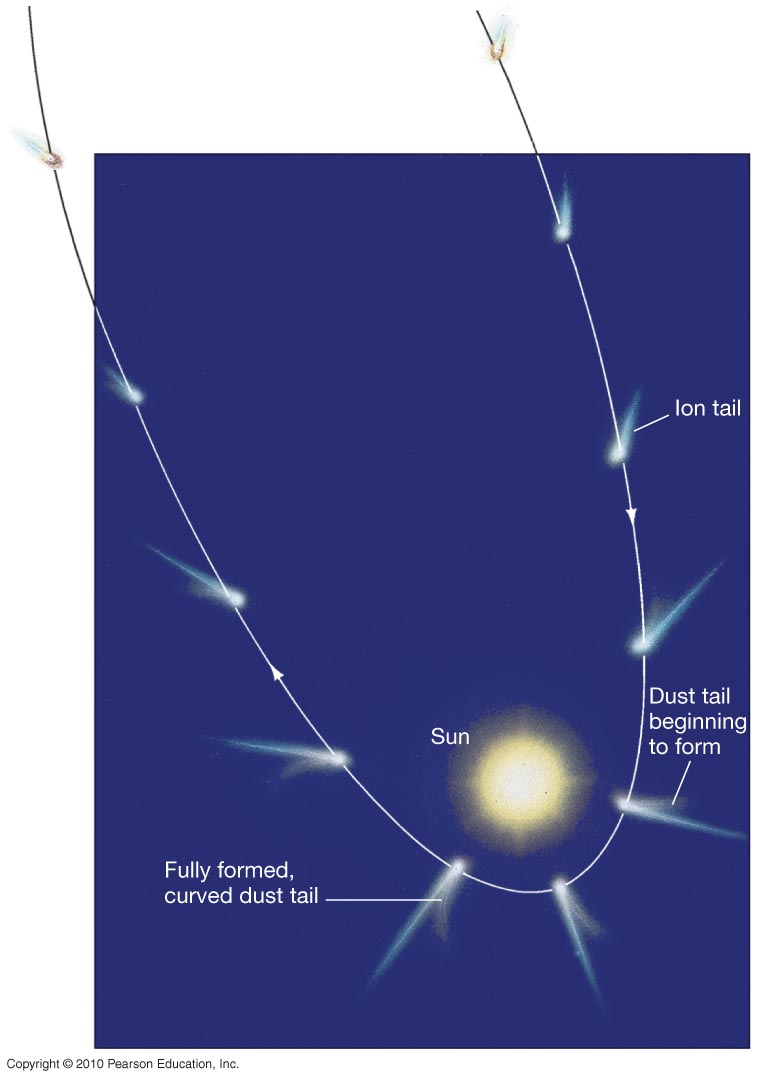 Ion tail
Dust tail
beginning
to form
Sun
Fully formed,
curved dust tail
Copyright © 2010 Pearson Education, Inc.